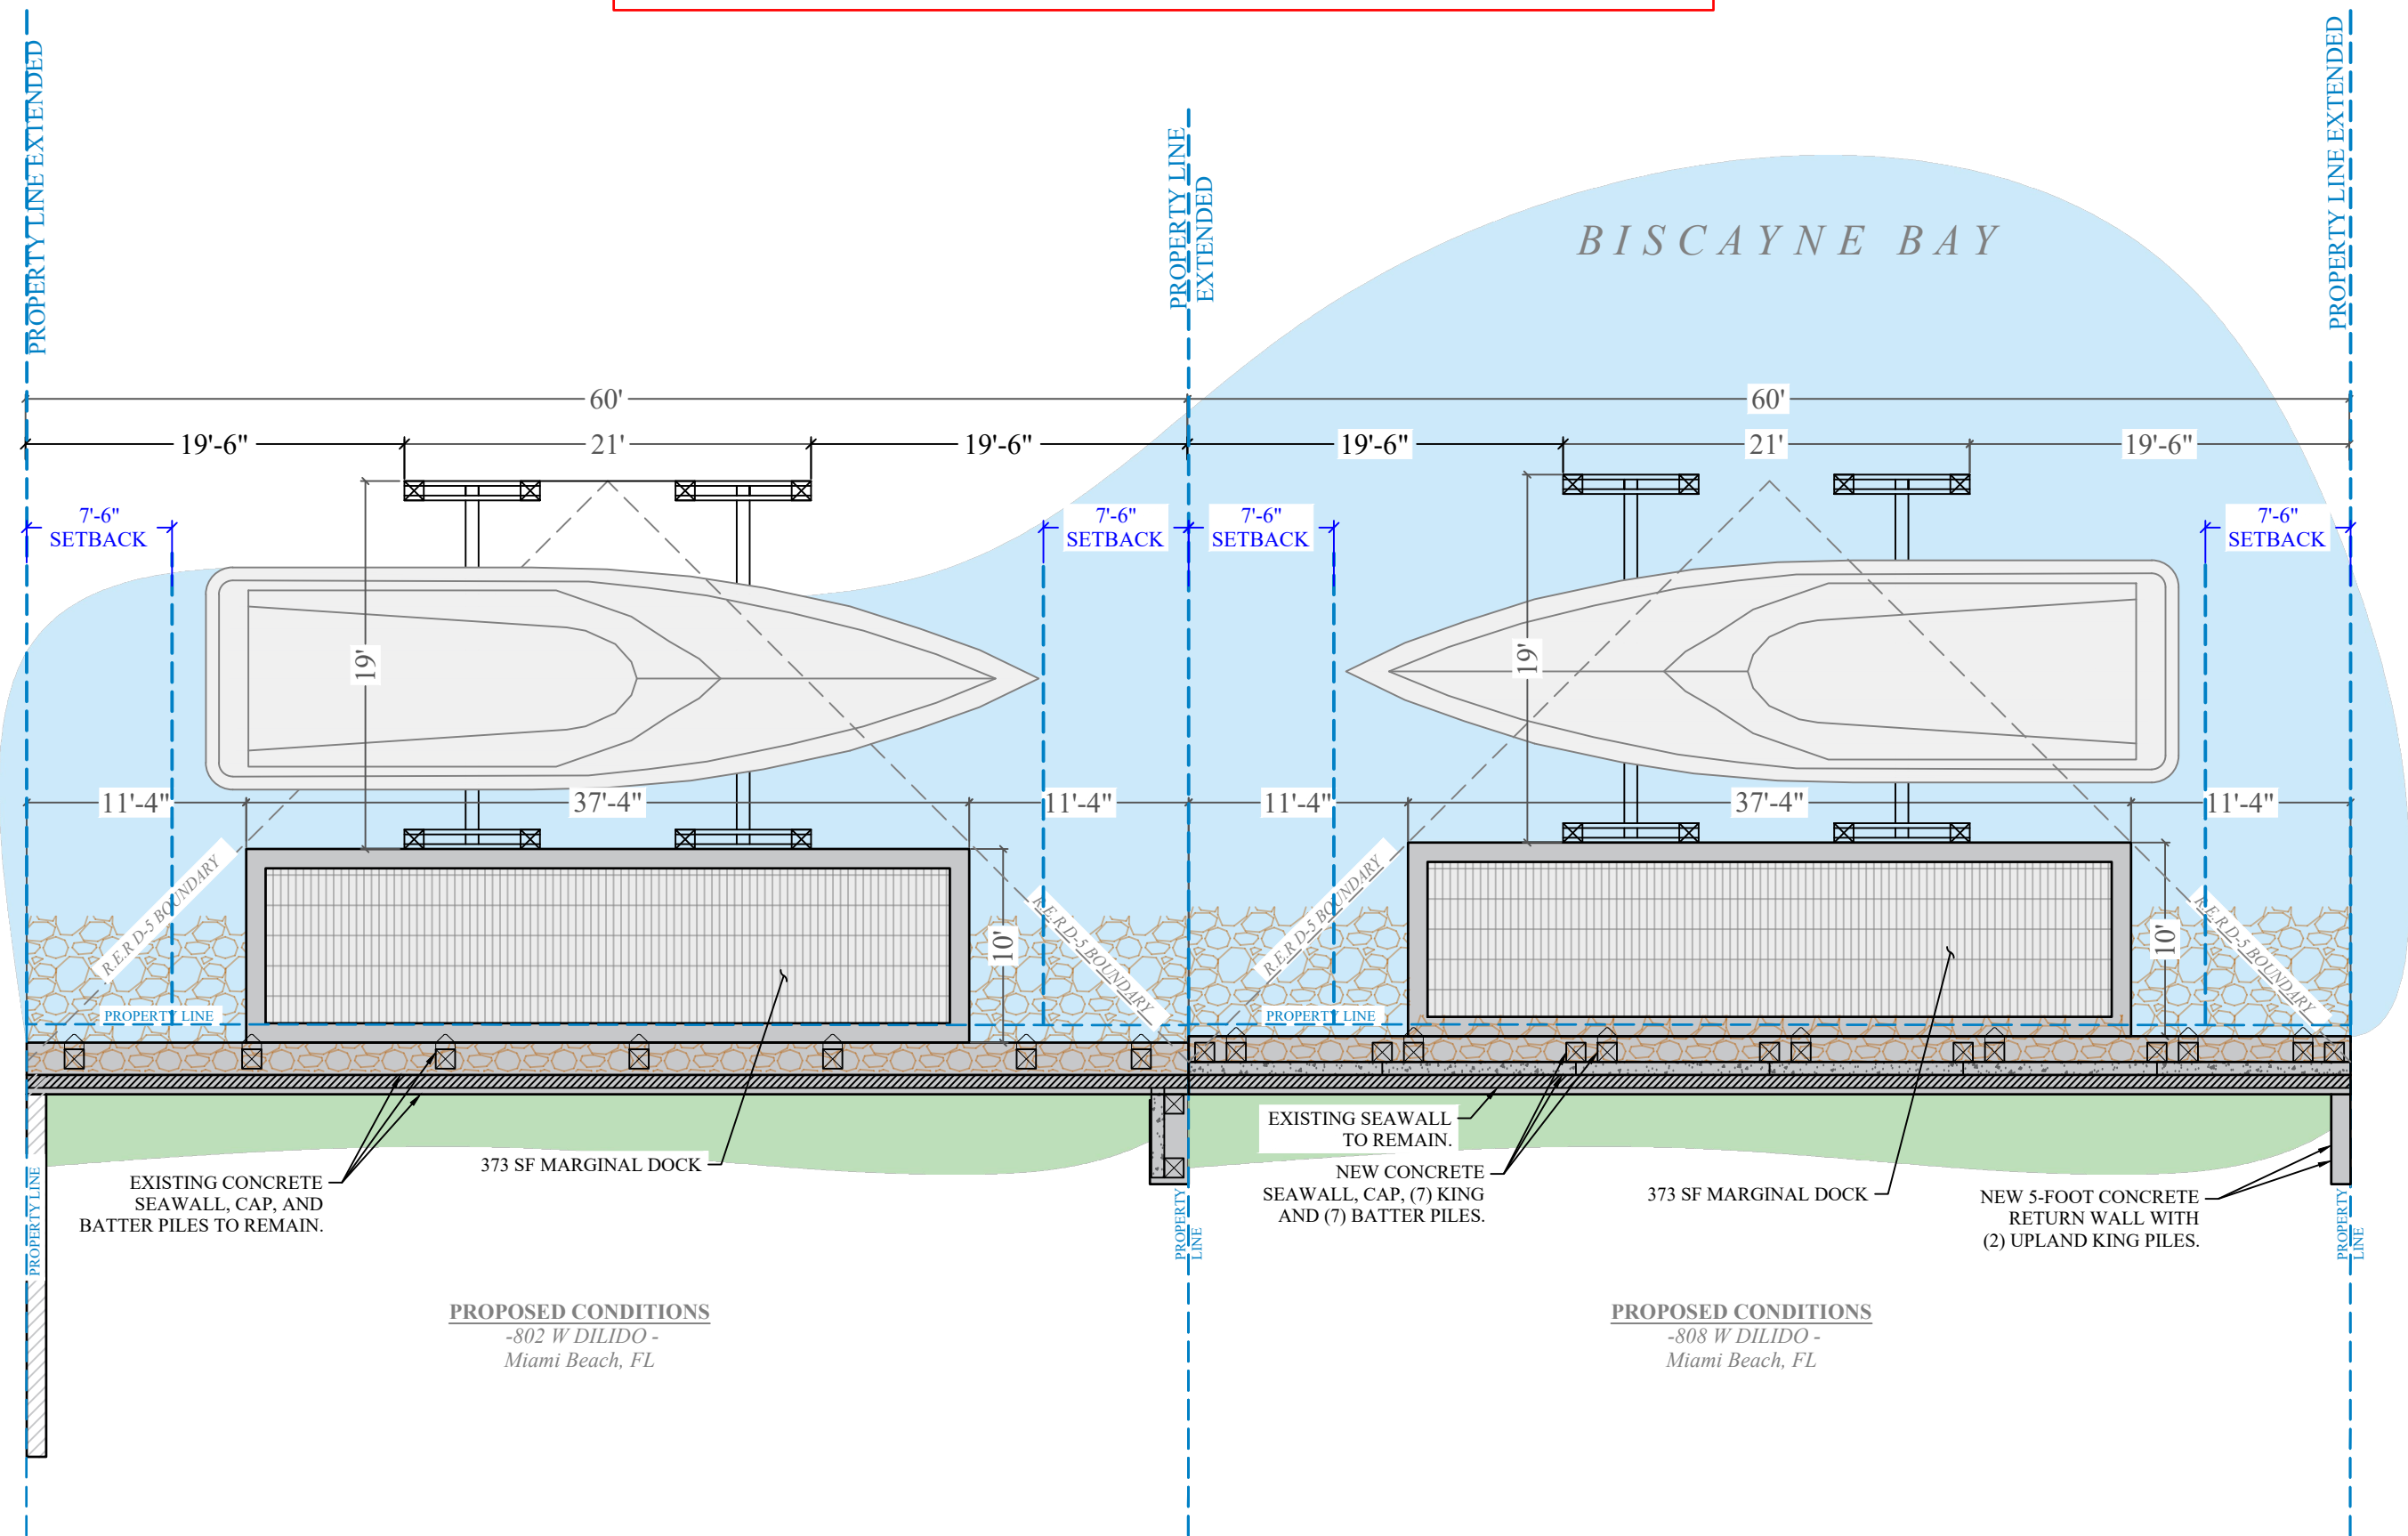 PROPERTY LINE EXTENDED
PROPERTY LINE
EXTENDED
PROPERTY LINE EXTENDED
BISCAYNE BAY
60'
60'
19'-6"
21'
19'-6"
19'-6"
21'
19'-6"
7'-6"
SETBACK
7'-6"
SETBACK
7'-6"
SETBACK
7'-6"
SETBACK
19'
19'
11'-4"
37'-4"
11'-4"
11'-4"
37'-4"
11'-4"
R.E.R D-5 BOUNDARY
R.E.R D-5 BOUNDARY
R.E.R D-5 BOUNDARY
R.E.R D-5 BOUNDARY
10'
10'
PROPERTY LINE
PROPERTY LINE
EXISTING CONCRETE
SEAWALL, CAP, AND
BATTER PILES TO REMAIN.
373 SF MARGINAL DOCK
EXISTING SEAWALL
TO REMAIN.
NEW CONCRETE
SEAWALL, CAP, (7) KING
AND (7) BATTER PILES.
373 SF MARGINAL DOCK
NEW 5-FOOT CONCRETE
RETURN WALL WITH
(2) UPLAND KING PILES.
PROPERTY LINE
PROPERTY
LINE
PROPERTY
LINE
PROPOSED CONDITIONS
-802 W DILIDO -
Miami Beach, FL
PROPOSED CONDITIONS
-808 W DILIDO -
Miami Beach, FL